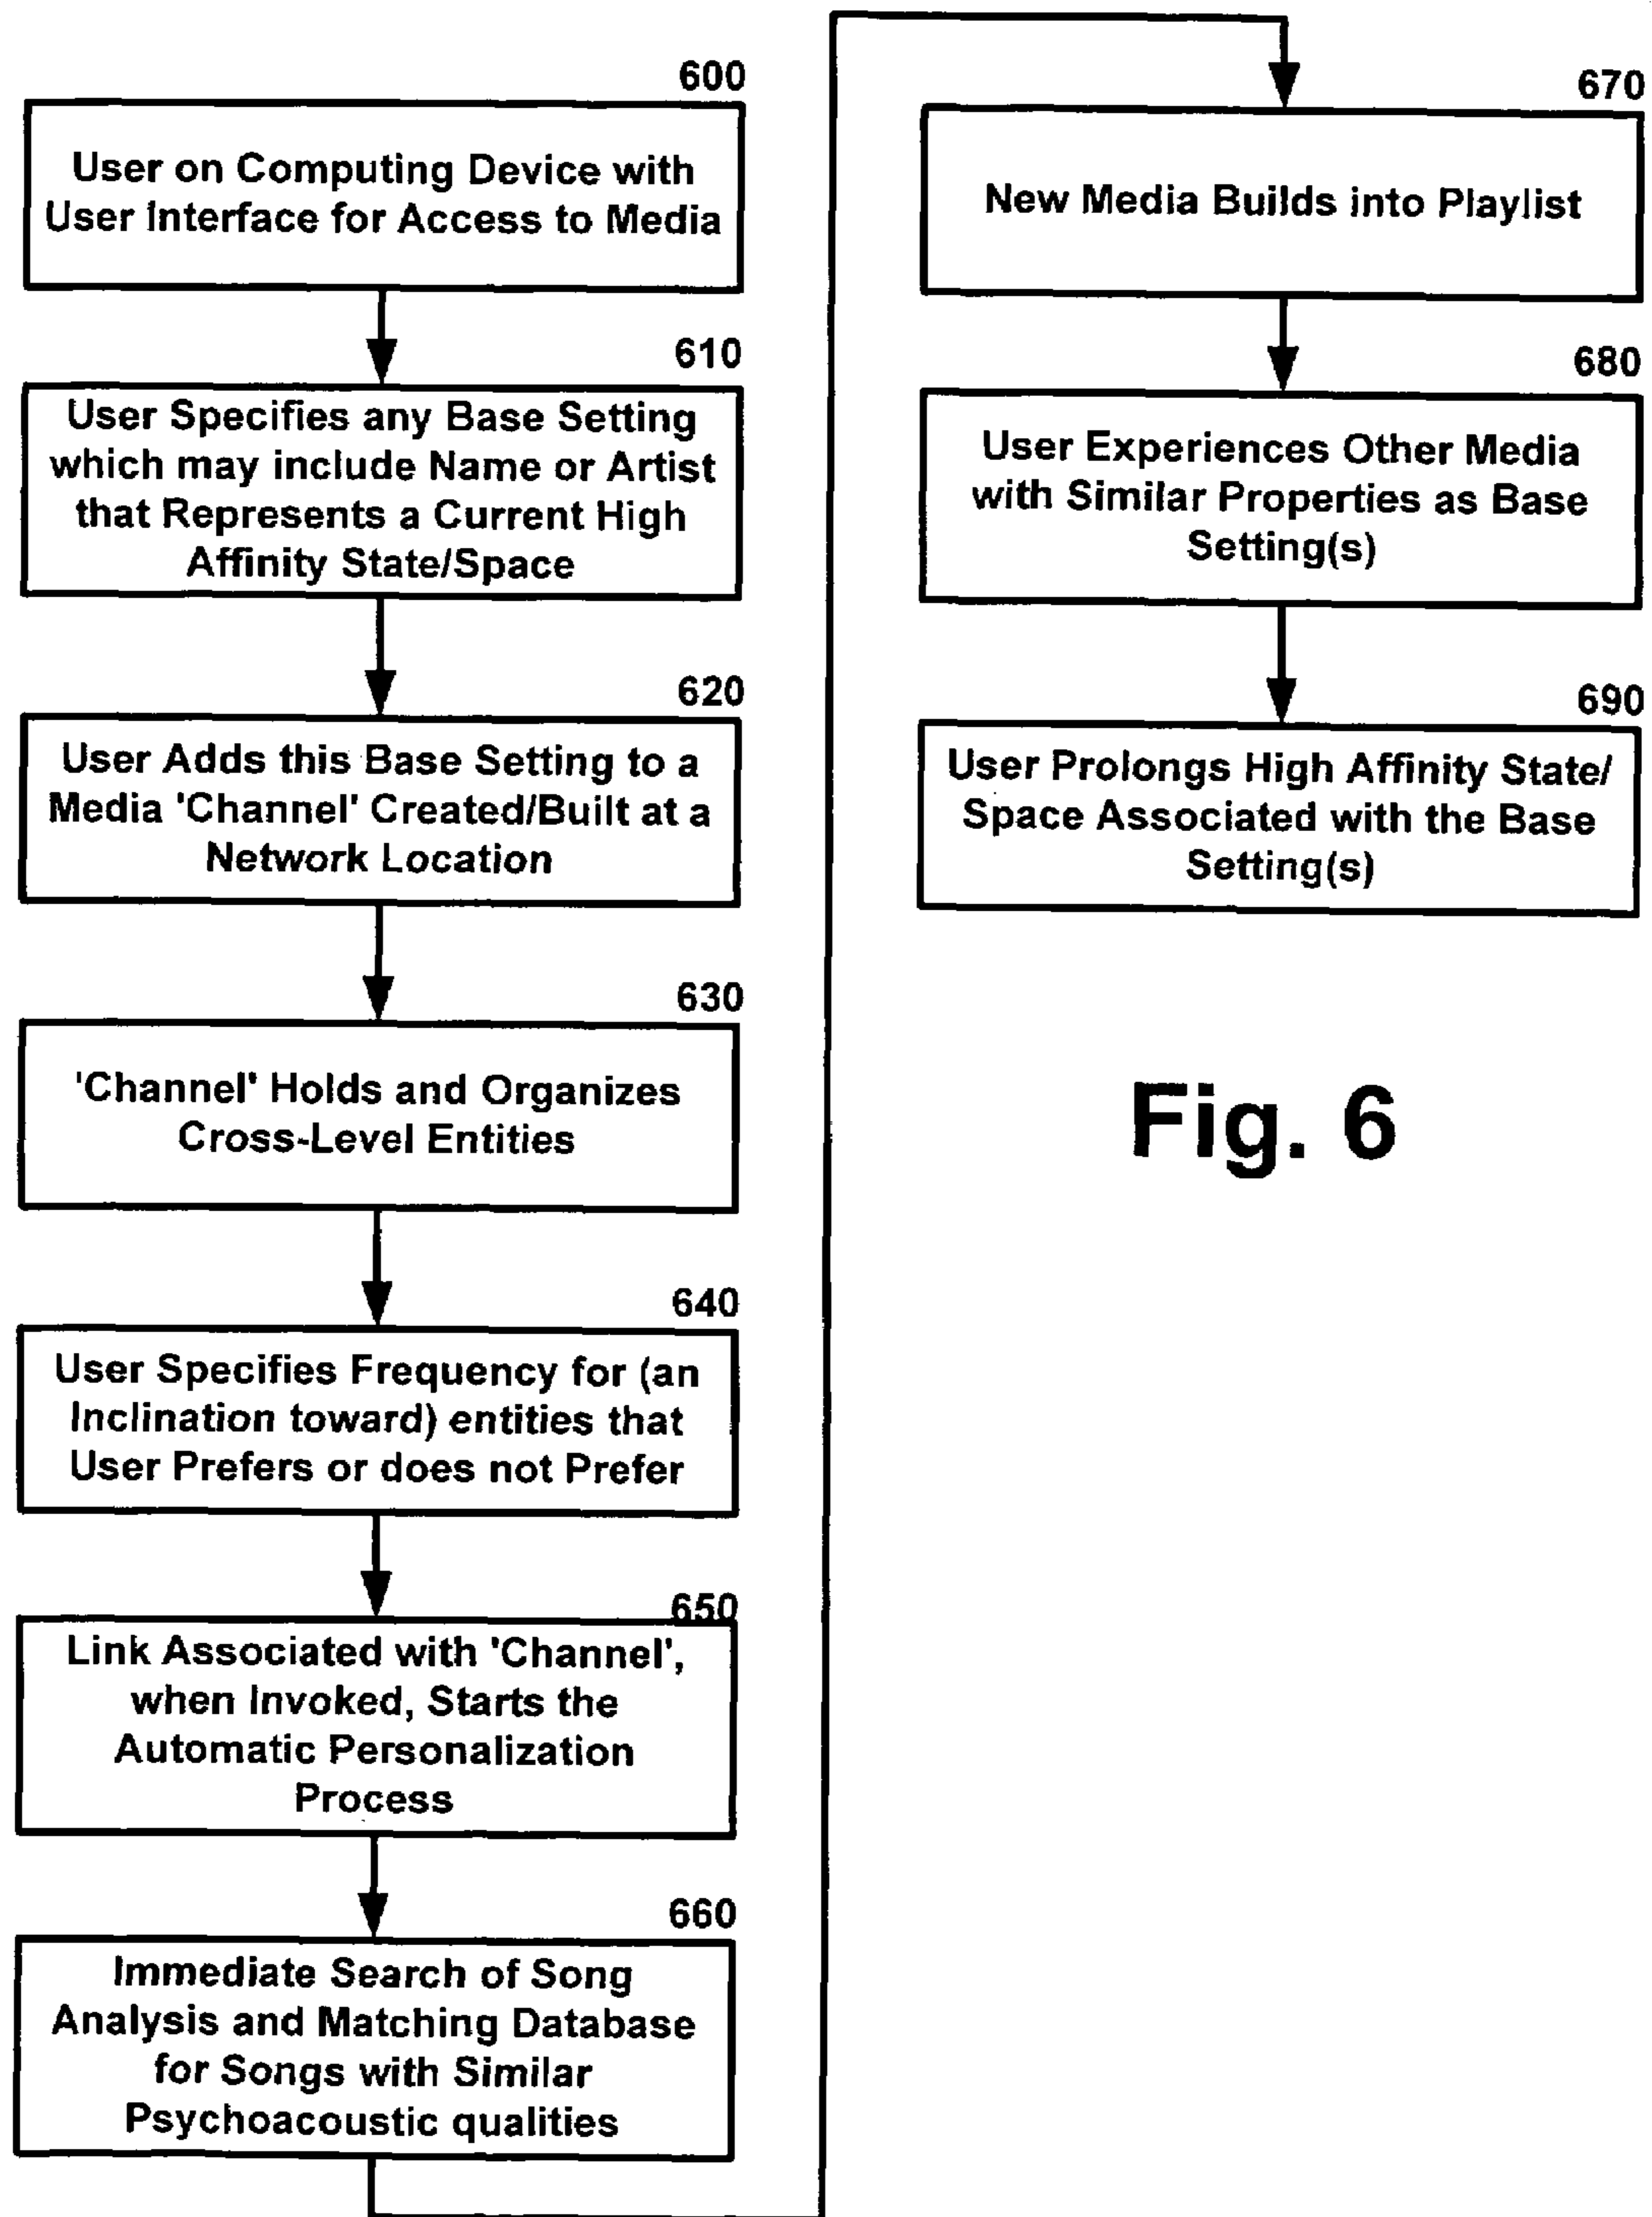 600
User on Computing Device with
User Interface for Access to Media
610
User Specifies any Base Setting
which may include Name or Artist
that Represents a Current High
Affinity State/Space
620
User Adds this Base Setting to a
Media 'Channel' Created/Built at a
Network Location
630
'Channel' Holds and Organizes
Cross-Level Entities
640
User Specifies Frequency for (an
Inclination toward) entities that
User Prefers or does not Prefer
650
Link Associated with 'Channel',
when Invoked, Starts the
Automatic Personalization
Process
660
Immediate Search of Song
Analysis and Matching Database
for Songs with Similar
Psychoacoustic qualities
670
New Media Builds into Playlist
680
User Experiences Other Media
with Similar Properties as Base
Setting(s)
690
User Prolongs High Affinity State/
Space Associated with the Base
Setting(s)
Fig. 6